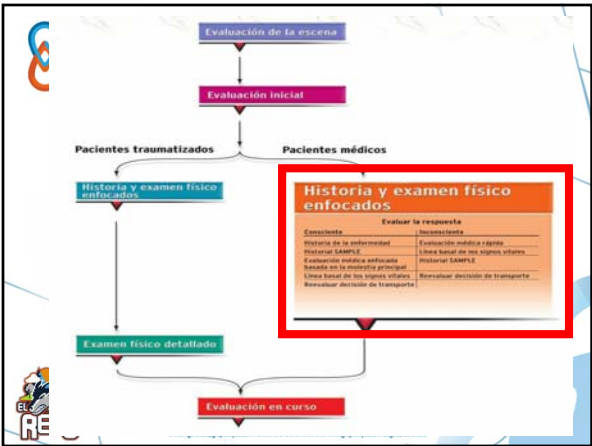 Evaluación de la escena
Evaluación inicial
Pacientes traumatizados
Pacientes médicos
Historia y examen físico
enfocados
Historia y examen físico
enfocados
Evaluar la respuesta
Consciente
Inconsciente
Historia de la enfermedad
Evaluación médica rápida
Historial SAMPLE
Línea basal de los signos vitales
Evaluación médica enfocada
basada en la molestia principal
Historial SAMPLE
Línea basal de los signos vitales
Reevaluar decisión de transporte
Reevaluar decisión de transporte
Examen físico detallado
Evaluación en curso
EL